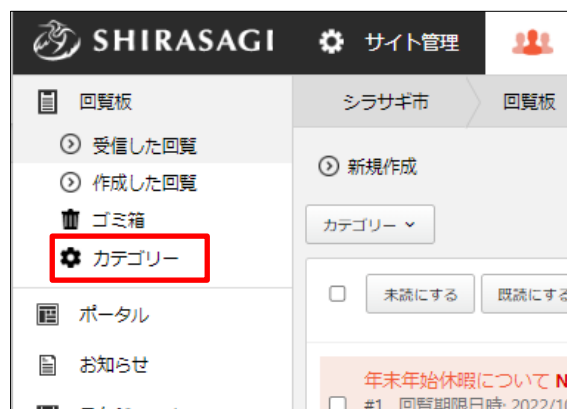 SHIRASAGI
サイト管理
回覧板
受信した回覧
作成した回覧
ゴミ箱
カテゴリー
ポータル
お知らせ
シラサギ市
回覧板
新規作成
カテゴリー
未読にする
既読にする
年末年始休暇について N
#1 回覧期限日時: 2022/10